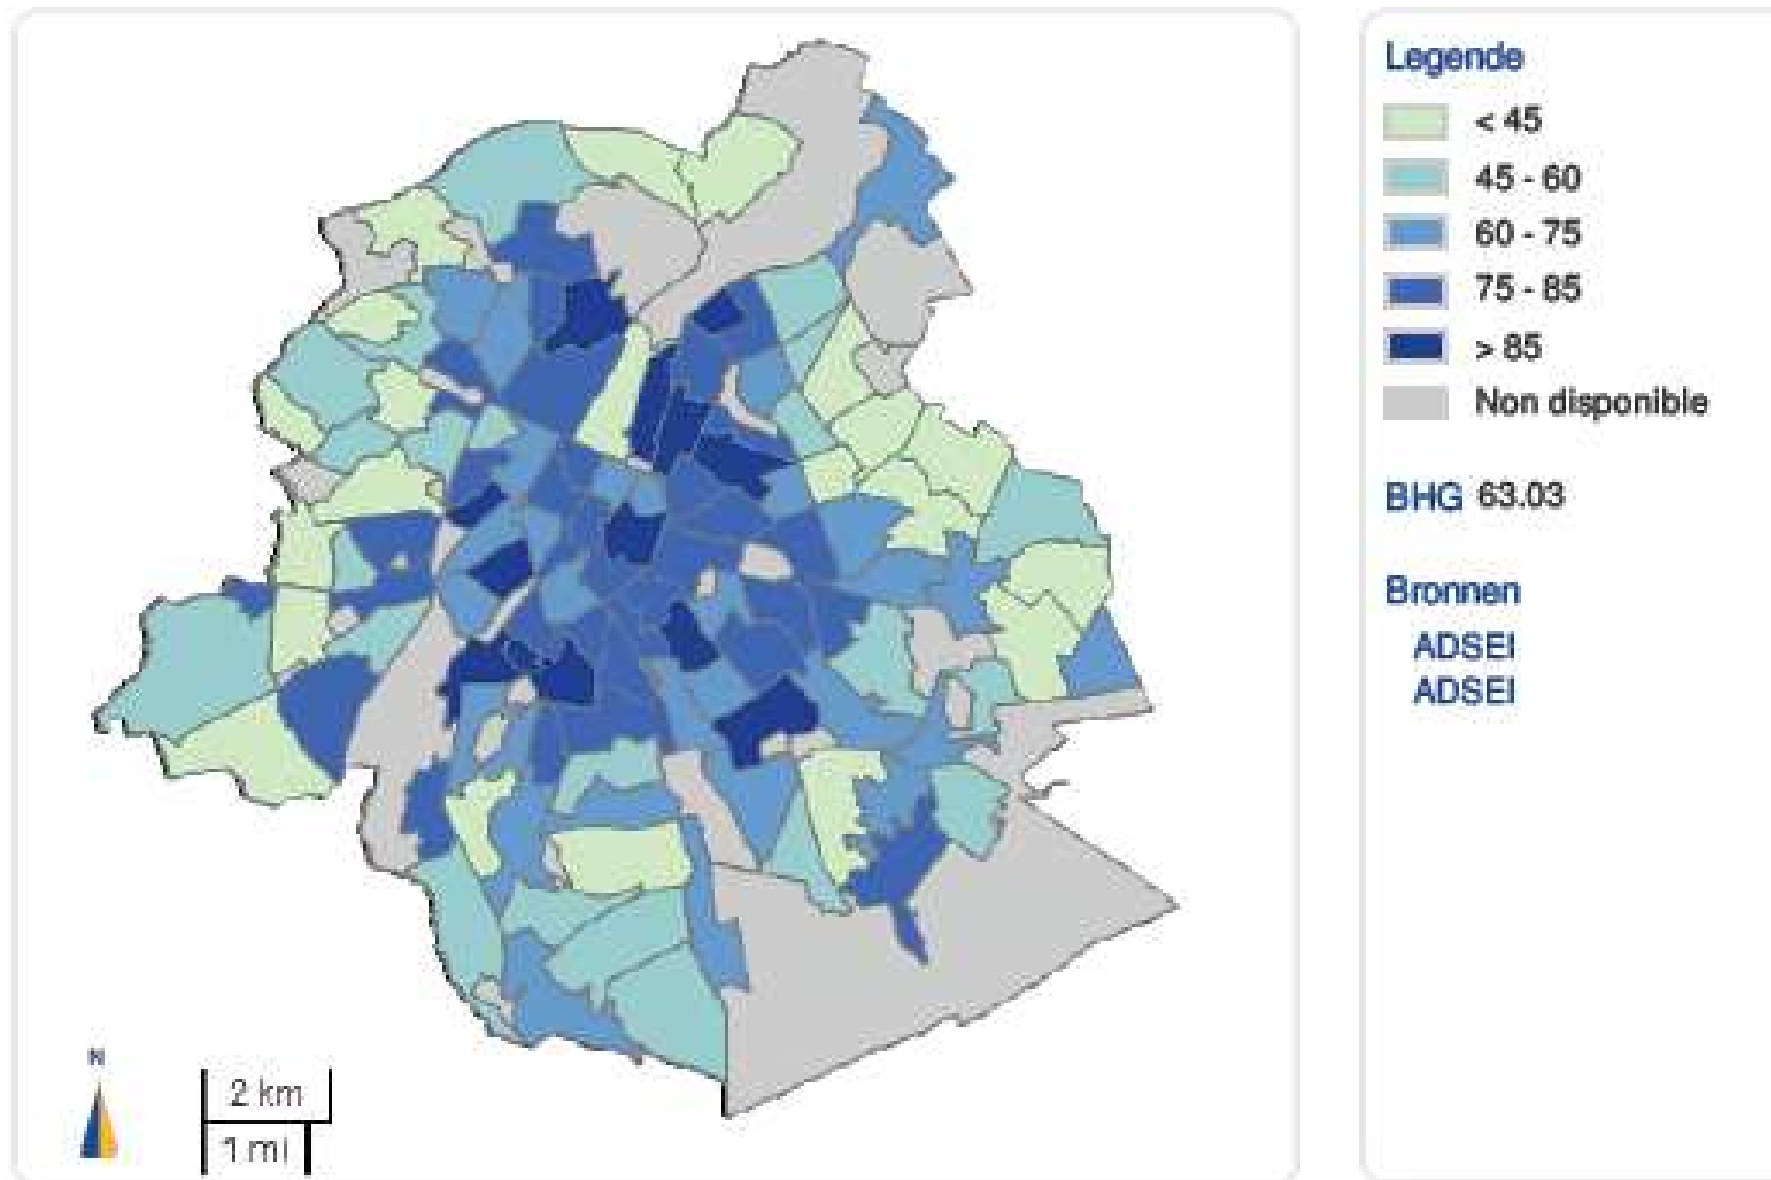 Legende
< 45
45 - 60
60 - 75
75 - 85
> 85
Non disponible
BHG 63.03
Bronnen
ADSEI
ADSEI
N
2 km
1 mi